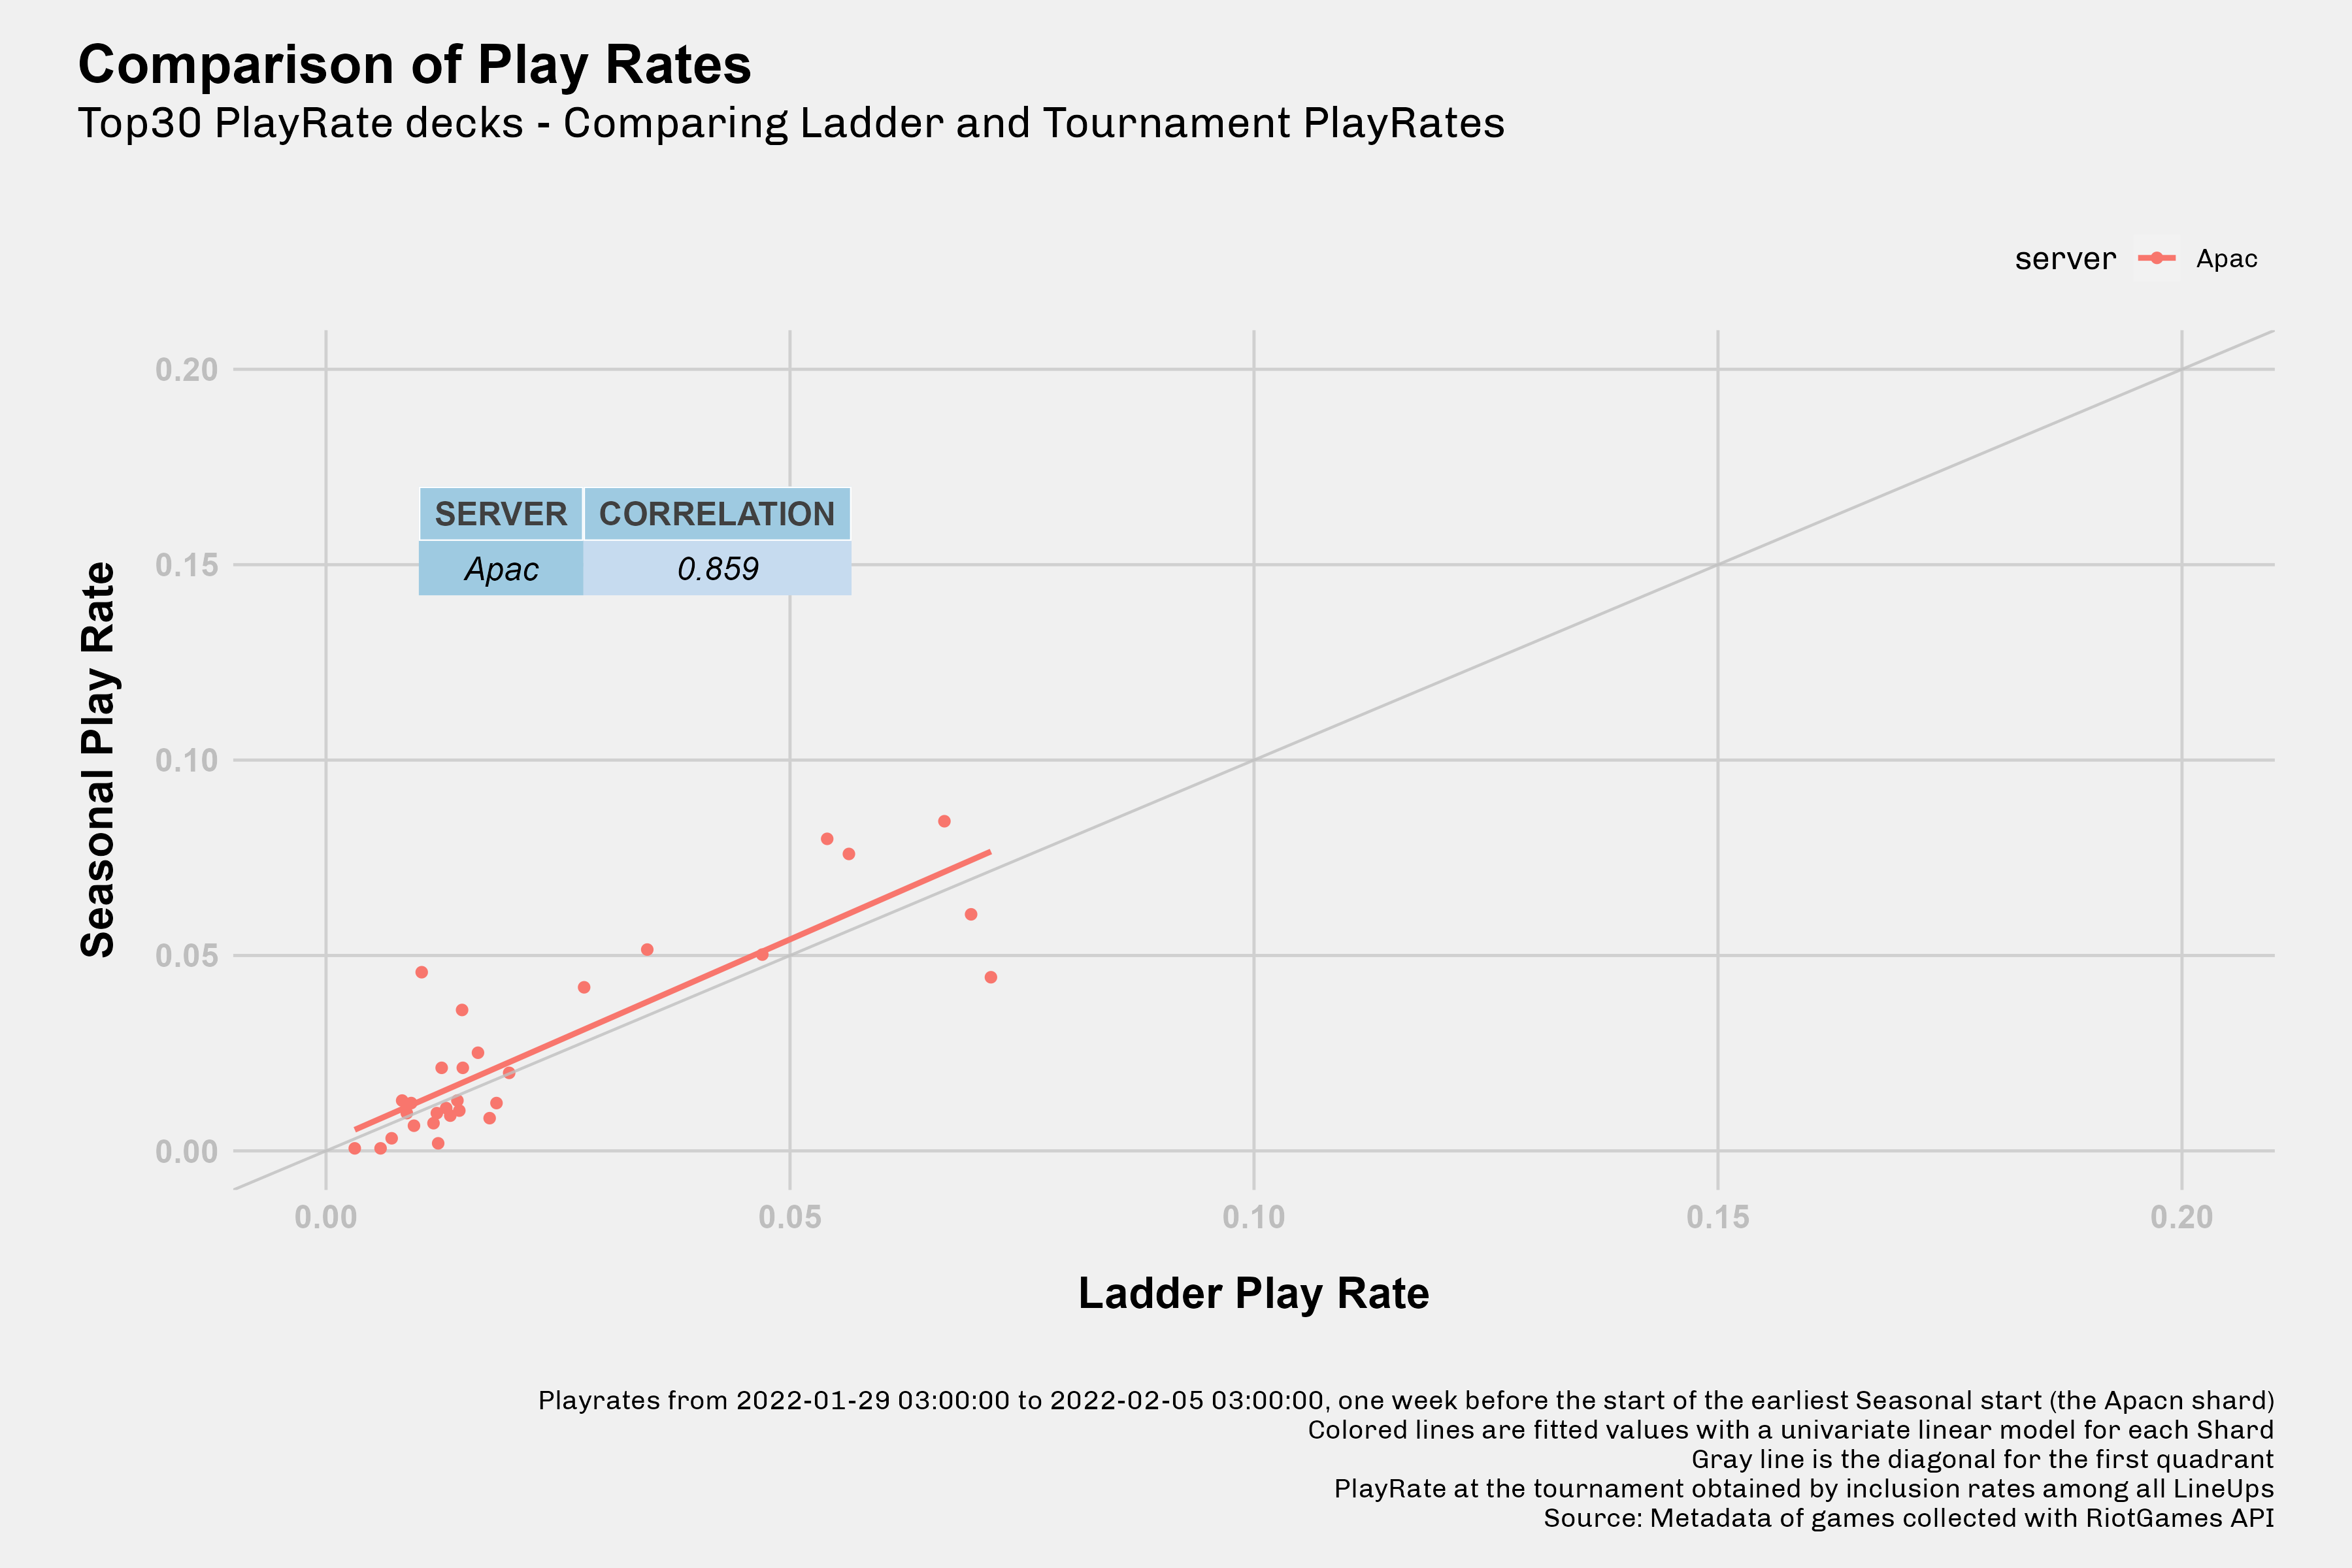 Comparison of Play Rates
Top30 PlayRate decks - Comparing Ladder and Tournament PlayRates
server Apac
0.20
0.15
0.10
0.05
0.00
Seasonal Play Rate
SERVER CORRELATION
Apac 0.859
0.00 0.05 0.10 0.15 0.20
Ladder Play Rate
Playrates from 2022-01-29 03:00:00 to 2022-02-05 03:00:00, one week before the start of the earliest Seasonal start (the Apacn shard)
Colored lines are fitted values with a univariate linear model for each Shard
Gray line is the diagonal for the first quadrant
PlayRate at the tournament obtained by inclusion rates among all LineUps
Source: Metadata of games collected with RiotGames API